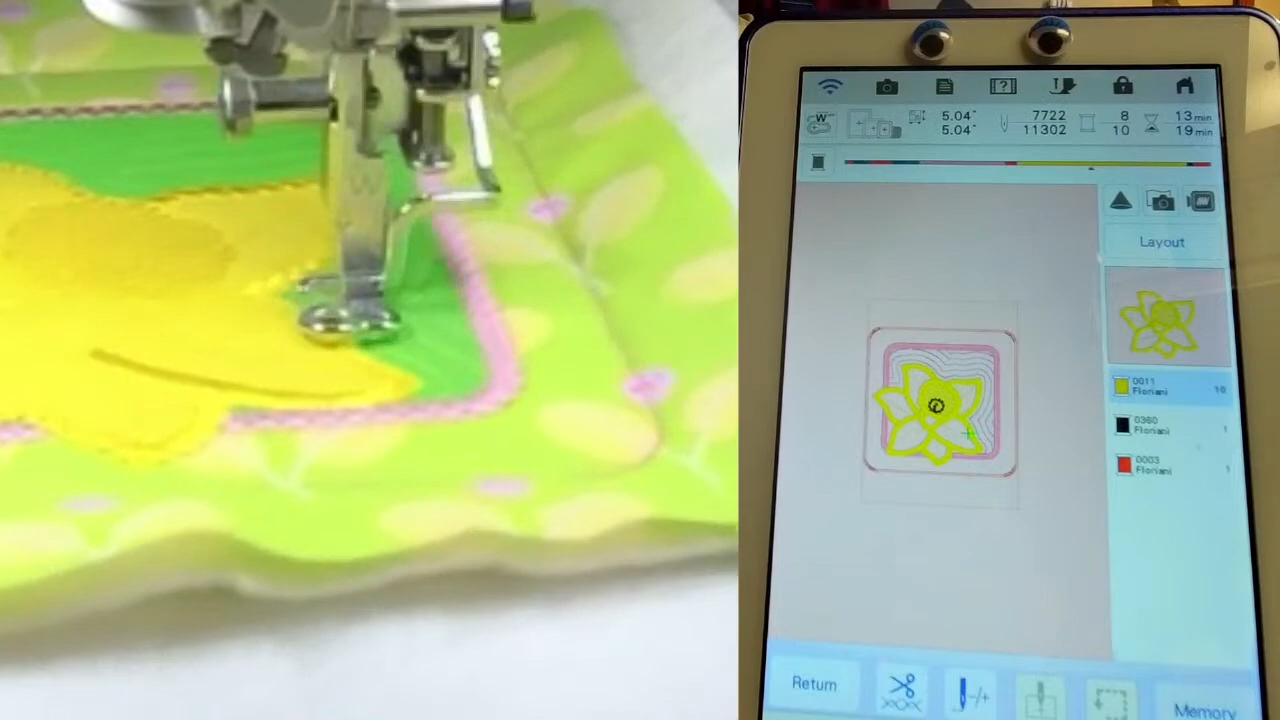 W
?
W
5.04"
7722
8
13 min
5.04"
11302
10
19 min
Layout
0011
Floriani
10
0360
Floriani
1
0003
Floriani
1
Return
-/+
Memory